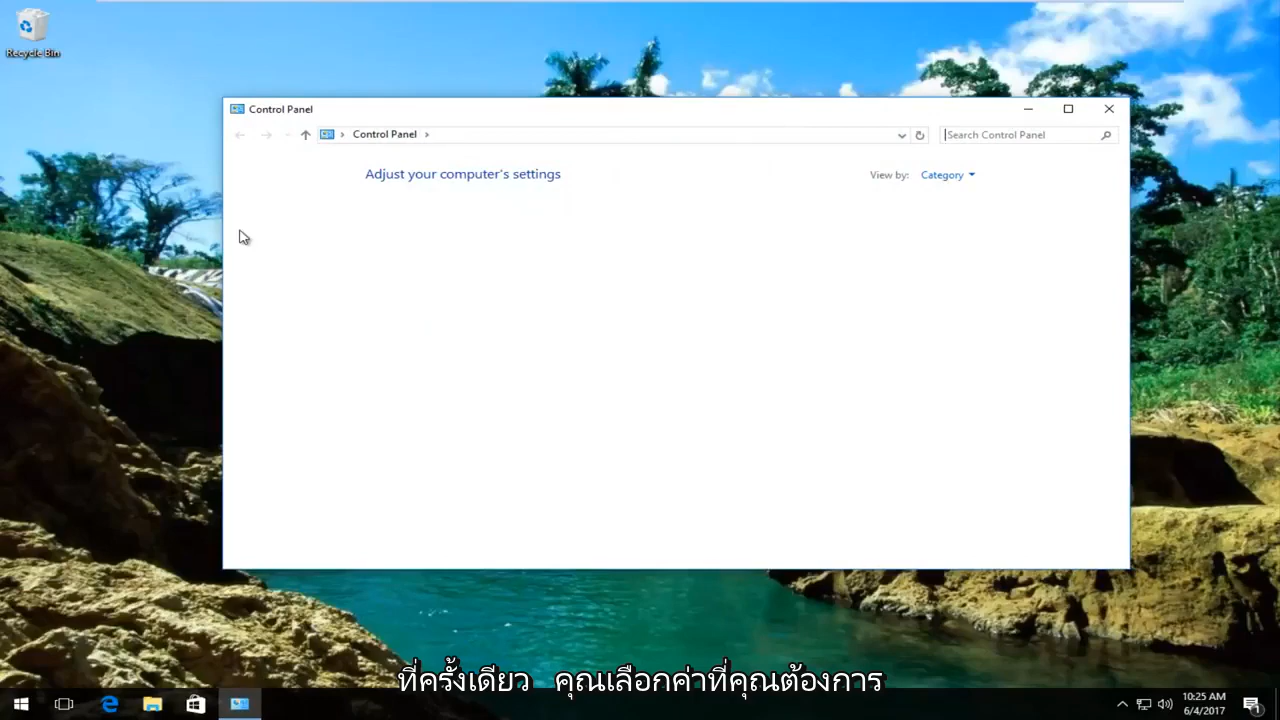 Recycle Bin
Control Panel
Control Panel
Search Control Panel
Adjust your computer's settings
View by: Category
ที่ครั้งเดียว คุณเลือกค่าที่คุณต้องการ
10:25 AM
6/4/2017
1